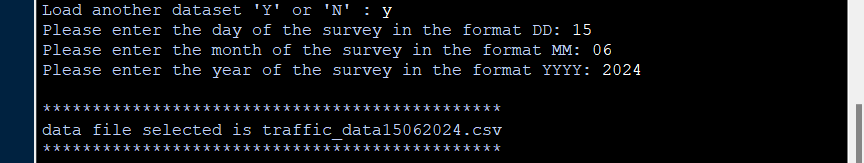 Load another dataset 'Y' or 'N' : y
Please enter the day of the survey in the format DD: 15
Please enter the month of the survey in the format MM: 06
Please enter the year of the survey in the format YYYY: 2024
**********************************************
data file selected is traffic_data15062024.csv
**********************************************